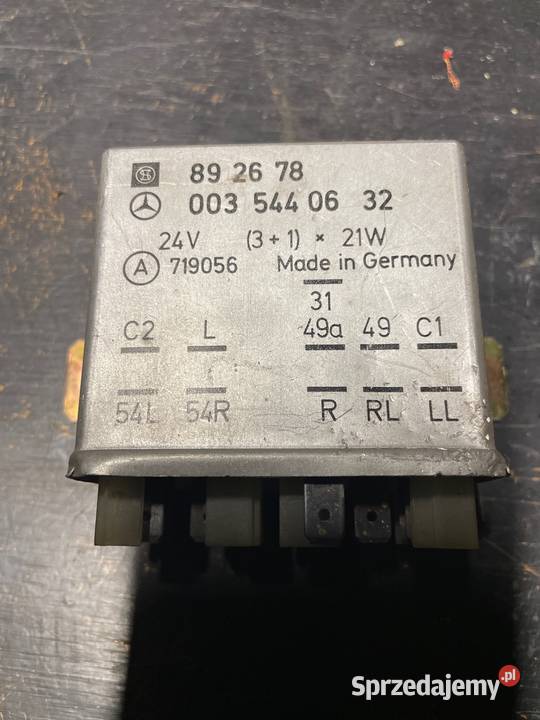 89 26 78
003 544 06 32
24V (3 + 1) × 21W
A 719056 Made in Germany
31
C2 L 49a 49 C1
54L 54R R RL LL
Sprzedajemy.pl